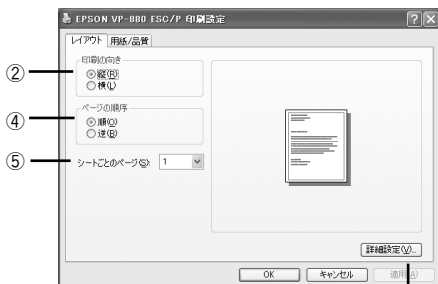 EPSON VP-880 ESC/P 印刷設定
レイアウト 用紙/品質
印刷の向き
② 縦(R)
横(L)
ページの順序
④ 順(O)
逆(B)
⑤ シートごとのページ(S): 1
詳細設定(V)...
OK キャンセル 適用(A)